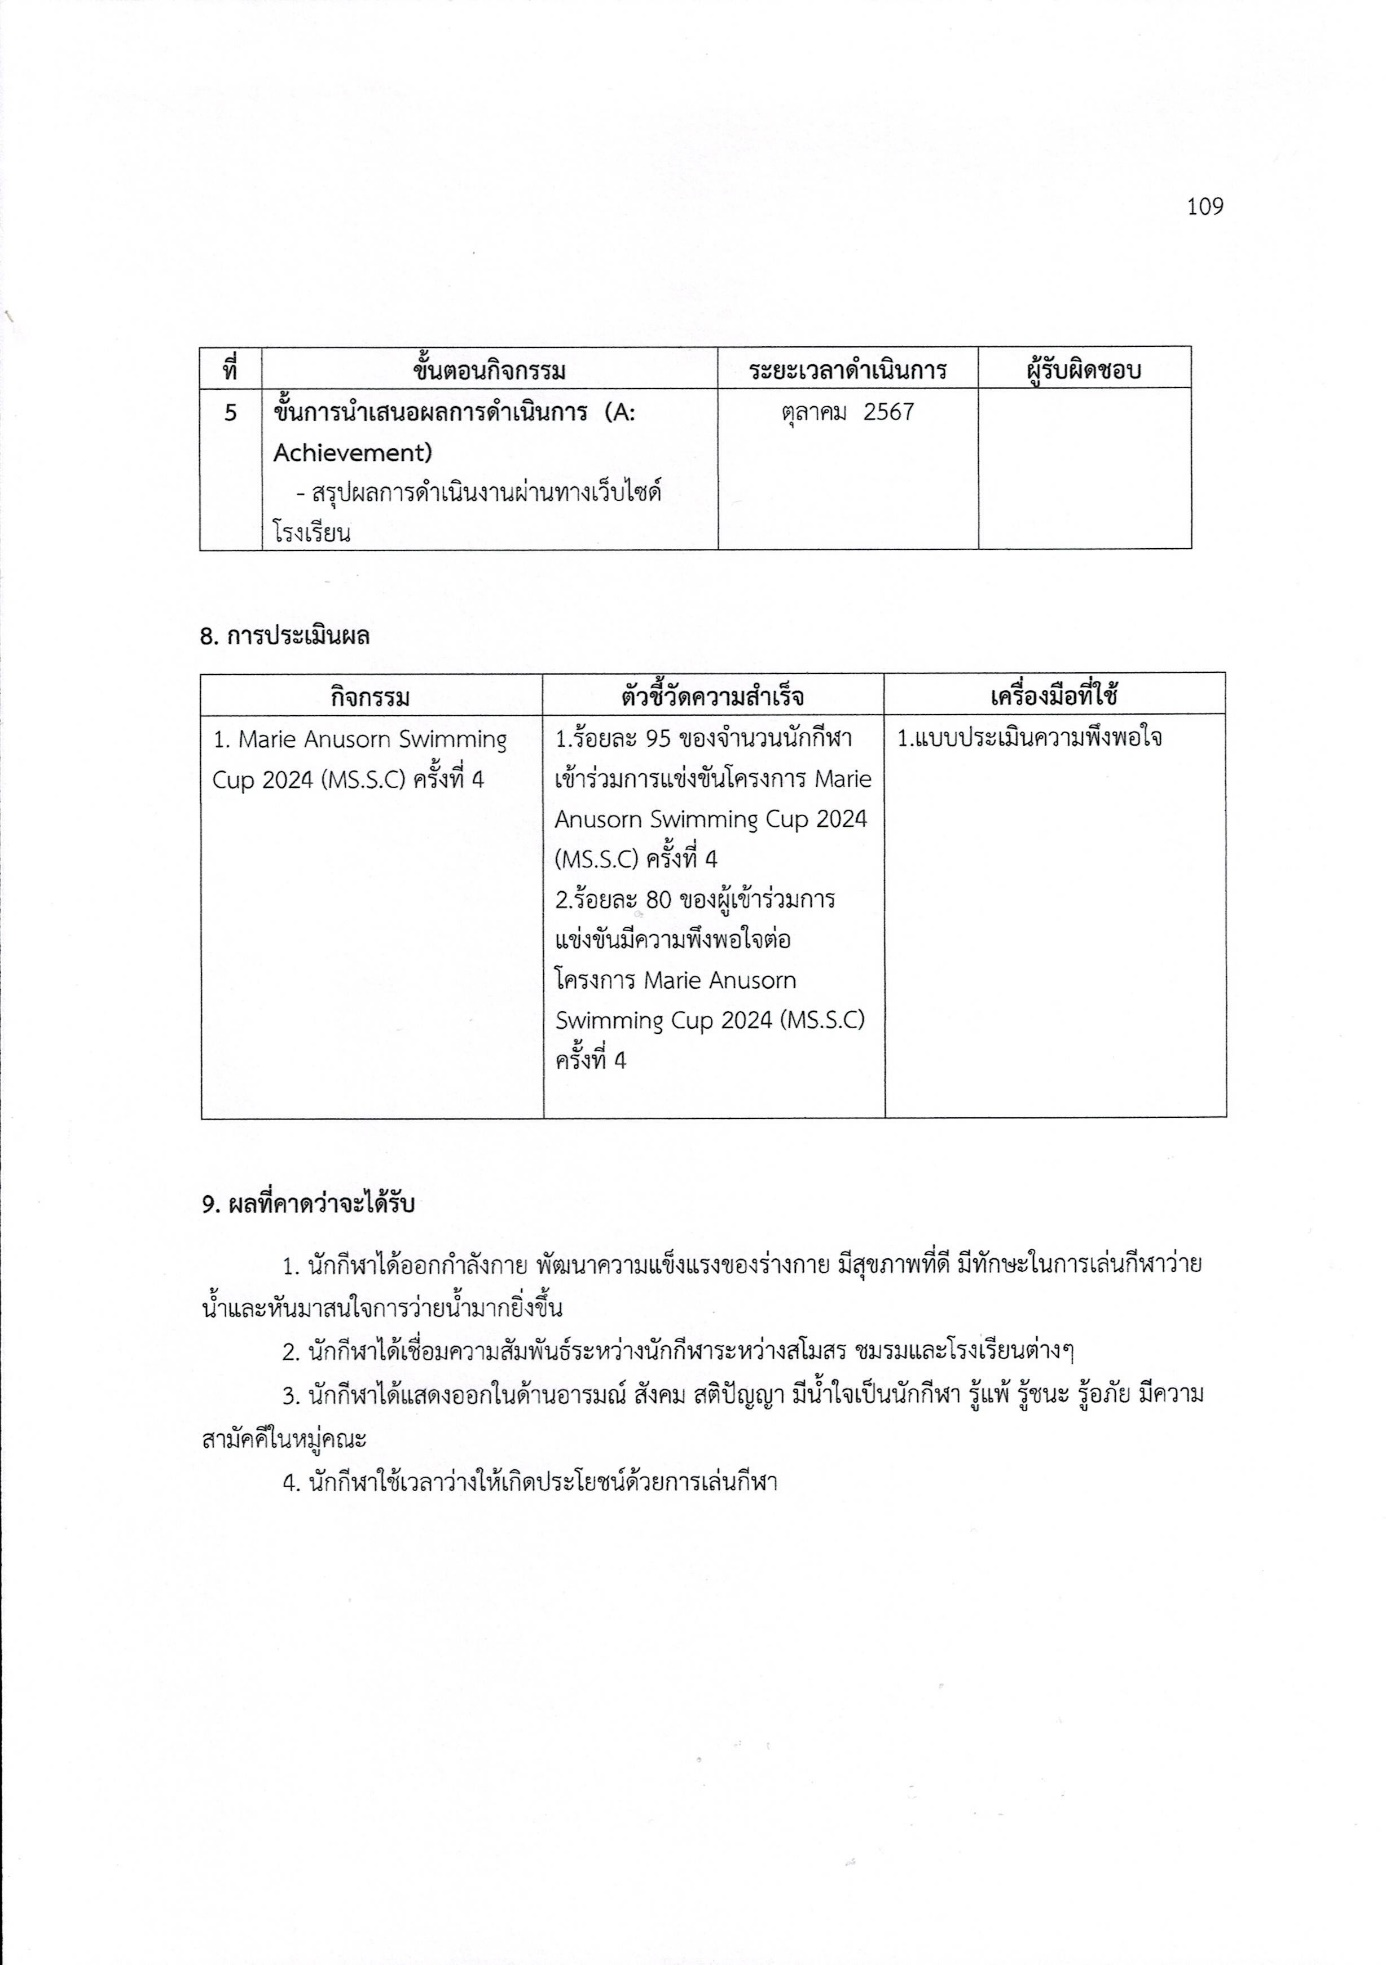 109
ที่ ขั้นตอนกิจกรรม ระยะเวลาดำเนินการ ผู้รับผิดชอบ
5 ขั้นการนำเสนอผลการดำเนินการ (A: ตุลาคม 2567
Achievement)
- สรุปผลการดำเนินงานผ่านทางเว็บไซด์
โรงเรียน
8. การประเมินผล
กิจกรรม ตัวชี้วัดความสำเร็จ เครื่องมือที่ใช้
1. Marie Anusorn Swimming
Cup 2024 (MS.S.C) ครั้งที่ 4
1.ร้อยละ 95 ของจำนวนนักกีฬา
เข้าร่วมการแข่งขันโครงการ Marie
Anusorn Swimming Cup 2024
(MS.S.C) ครั้งที่ 4
2.ร้อยละ 80 ของผู้เข้าร่วมการ
แข่งขันมีความพึงพอใจต่อ
โครงการ Marie Anusorn
Swimming Cup 2024 (MS.S.C)
ครั้งที่ 4
1.แบบประเมินความพึงพอใจ
9. ผลที่คาดว่าจะได้รับ
1. นักกีฬาได้ออกกำลังกาย พัฒนาความแข็งแรงของร่างกาย มีสุขภาพที่ดี มีทักษะในการเล่นกีฬาว่าย
น้ำและหันมาสนใจการว่ายน้ำมากยิ่งขึ้น
2. นักกีฬาได้เชื่อมความสัมพันธ์ระหว่างนักกีฬาระหว่างสโมสร ชมรมและโรงเรียนต่างๆ
3. นักกีฬาได้แสดงออกในด้านอารมณ์ สังคม สติปัญญา มีน้ำใจเป็นนักกีฬา รู้แพ้ รู้ชนะ รู้อภัย มีความ
สามัคคีในหมู่คณะ
4. นักกีฬาใช้เวลาว่างให้เกิดประโยชน์ด้วยการเล่นกีฬา